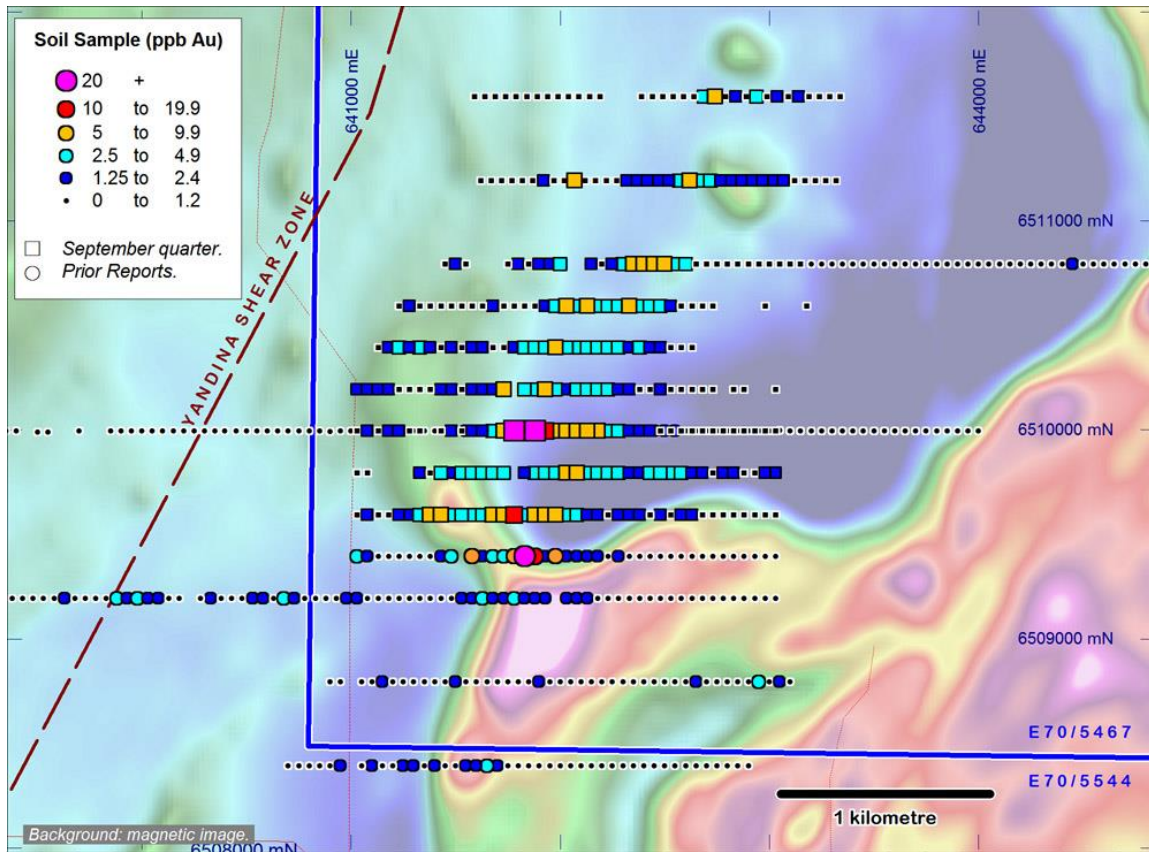 Soil Sample (ppb Au)
20 +
10 to 19.9
5 to 9.9
2.5 to 4.9
1.25 to 2.4
0 to 1.2
September quarter.
Prior Reports.
641000 mE
644000 mE
YANDINA SHEAR ZONE
6511000 mN
6510000 mN
6509000 mN
E70/5467
E70/5544
1 kilometre
Background: magnetic image.
6508000 mN